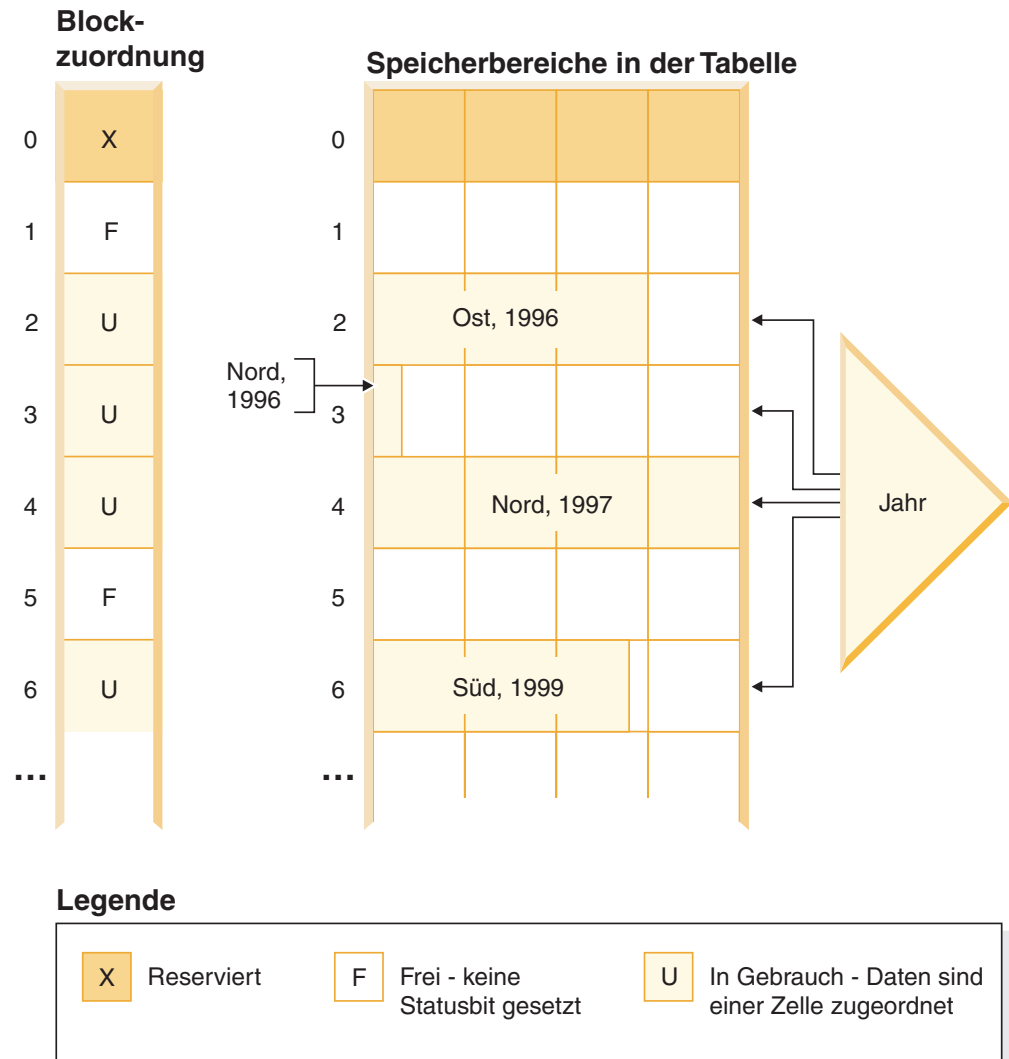 Block-
zuordnung
Speicherbereiche in der Tabelle
0 X 0
1 F 1
2 U 2 Ost, 1996
Nord,
1996
3 U 3
4 U 4 Nord, 1997
Jahr
5 F 5
6 U 6 Süd, 1999
... ...
Legende
X Reserviert
F Frei - keine
Statusbit gesetzt
U In Gebrauch - Daten sind
einer Zelle zugeordnet